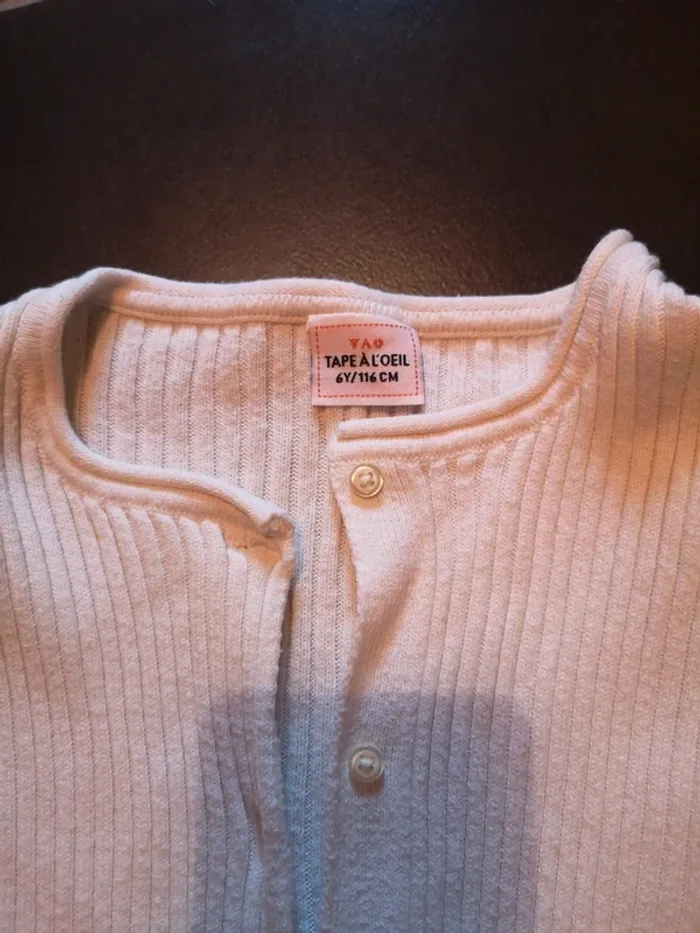 TAO
TAPE À L'OEIL
6Y/116 CM